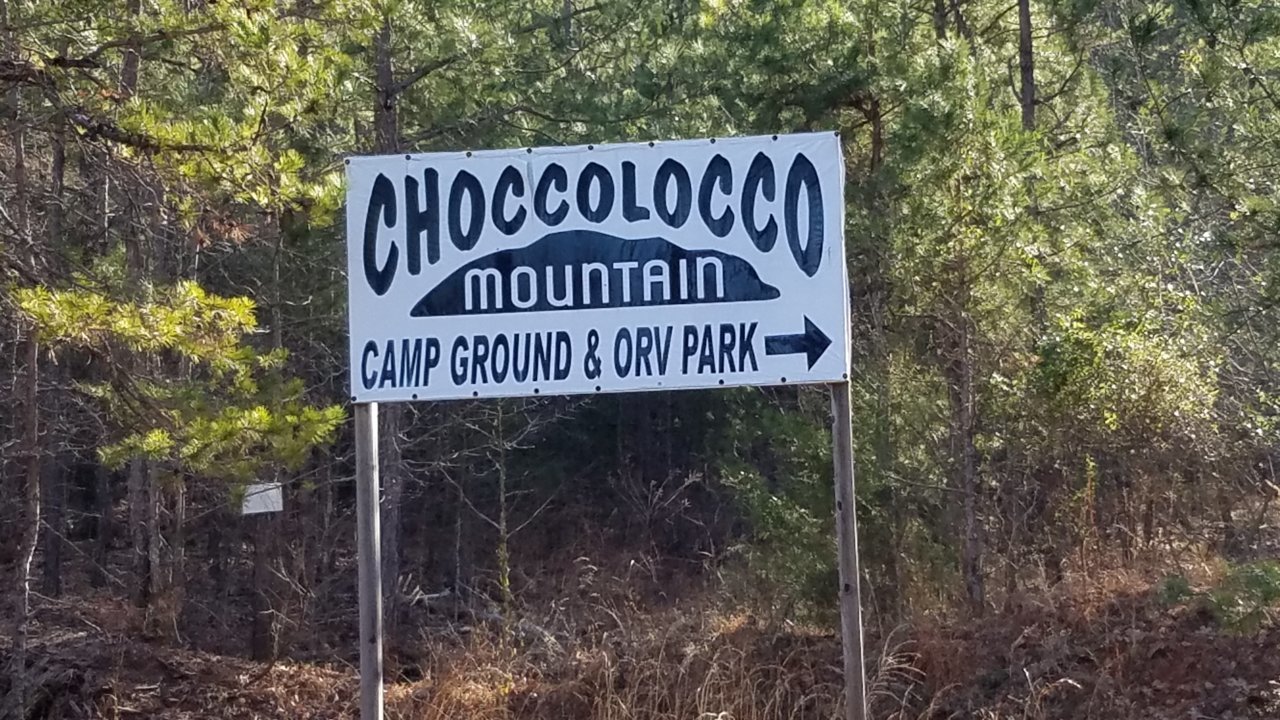 CHOCCOLOCCO
MOUNTAIN
CAMP GROUND & ORV PARK